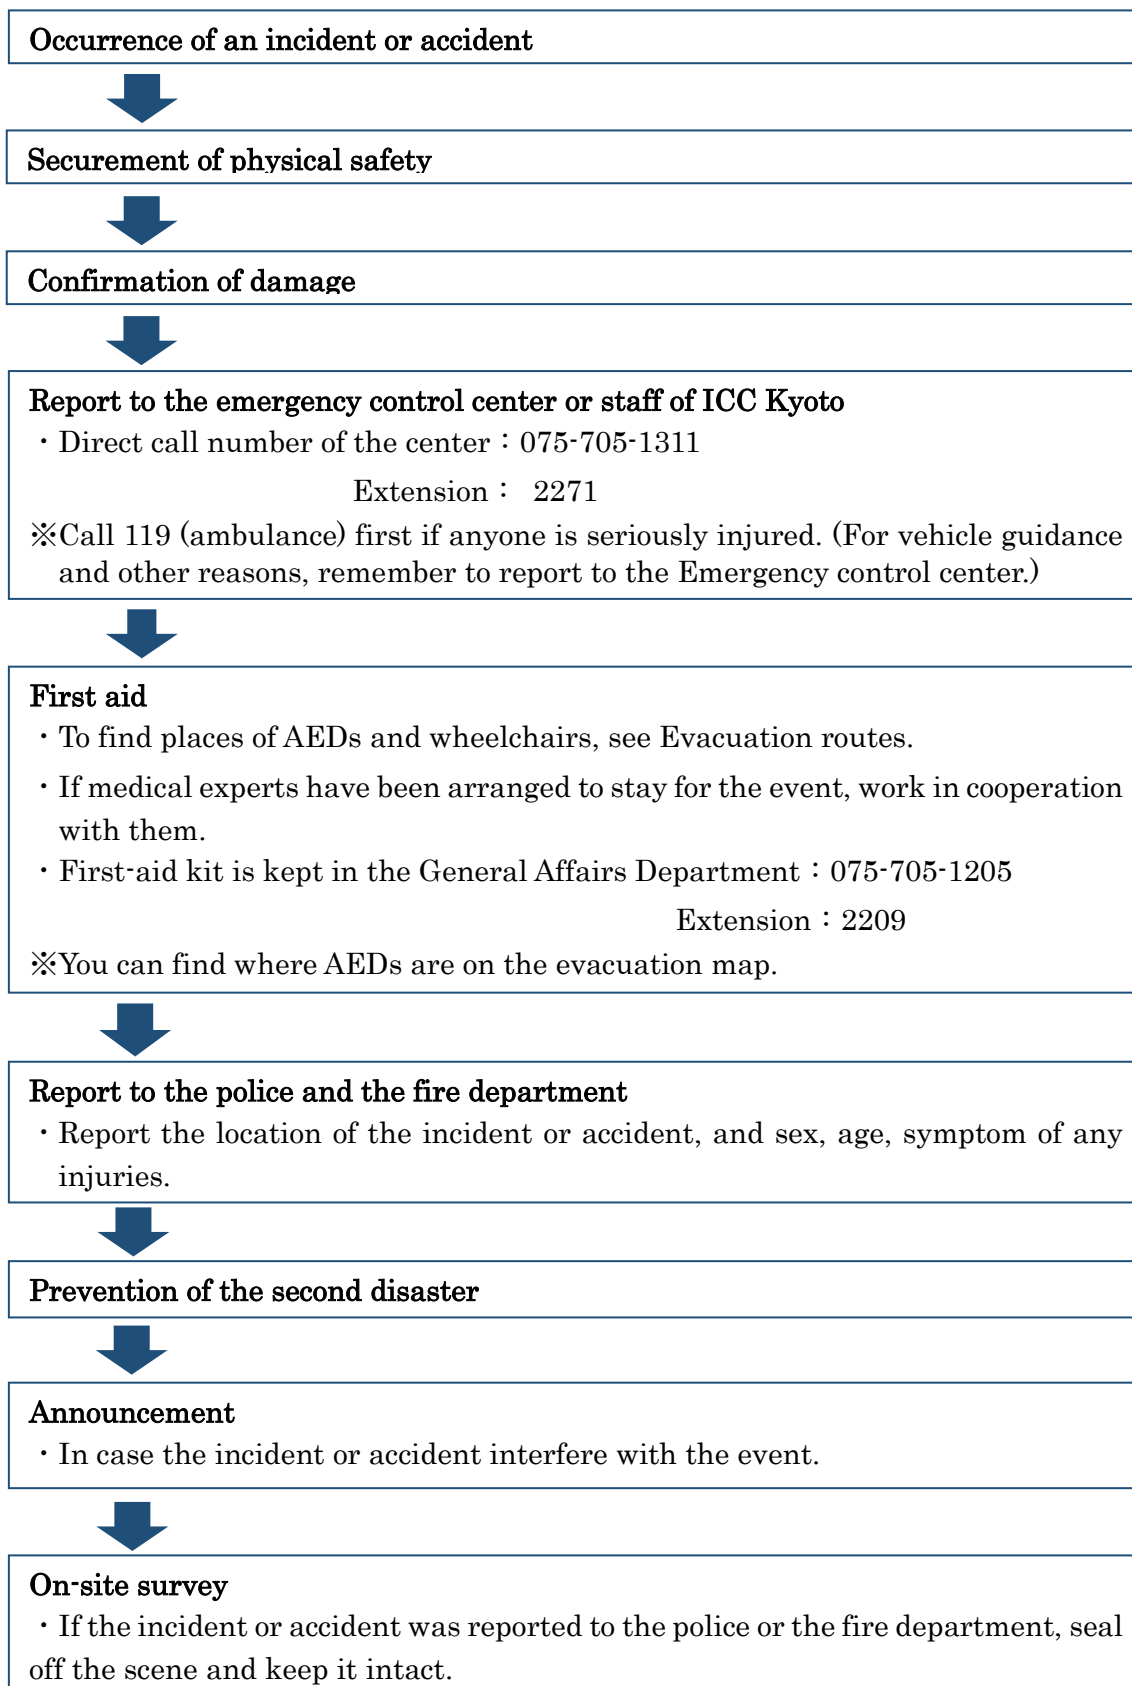 Occurrence of an incident or accident
Securement of physical safety
Confirmation of damage
Report to the emergency control center or staff of ICC Kyoto
・Direct call number of the center：075-705-1311
Extension： 2271
※Call 119 (ambulance) first if anyone is seriously injured. (For vehicle guidance
and other reasons, remember to report to the Emergency control center.)
First aid
・To find places of AEDs and wheelchairs, see Evacuation routes.
・If medical experts have been arranged to stay for the event, work in cooperation
with them.
・First-aid kit is kept in the General Affairs Department：075-705-1205
Extension：2209
※You can find where AEDs are on the evacuation map.
Report to the police and the fire department
・Report the location of the incident or accident, and sex, age, symptom of any
injuries.
Prevention of the second disaster
Announcement
・In case the incident or accident interfere with the event.
On-site survey
・If the incident or accident was reported to the police or the fire department, seal
off the scene and keep it intact.